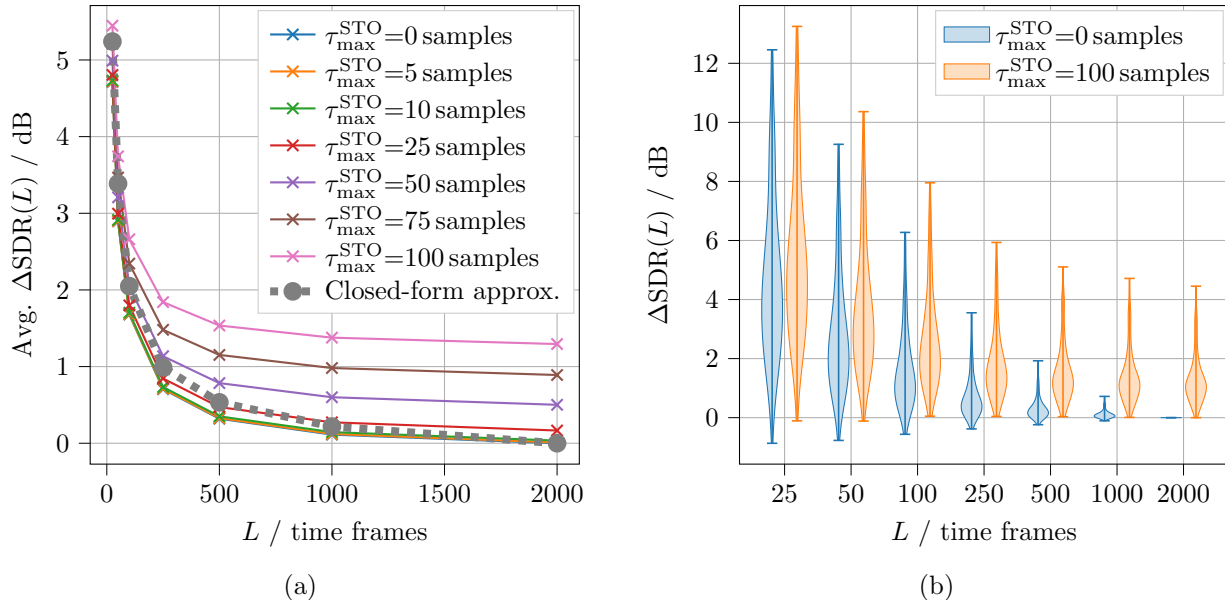 τ_max^STO=0 samples
τ_max^STO=5 samples
τ_max^STO=10 samples
τ_max^STO=25 samples
τ_max^STO=50 samples
τ_max^STO=75 samples
τ_max^STO=100 samples
Closed-form approx.
Avg. ΔSDR(L) / dB
5
4
3
2
1
0
0 500 1000 1500 2000
L / time frames
(a)
τ_max^STO=0 samples
τ_max^STO=100 samples
ΔSDR(L) / dB
12
10
8
6
4
2
0
25 50 100 250 500 1000 2000
L / time frames
(b)